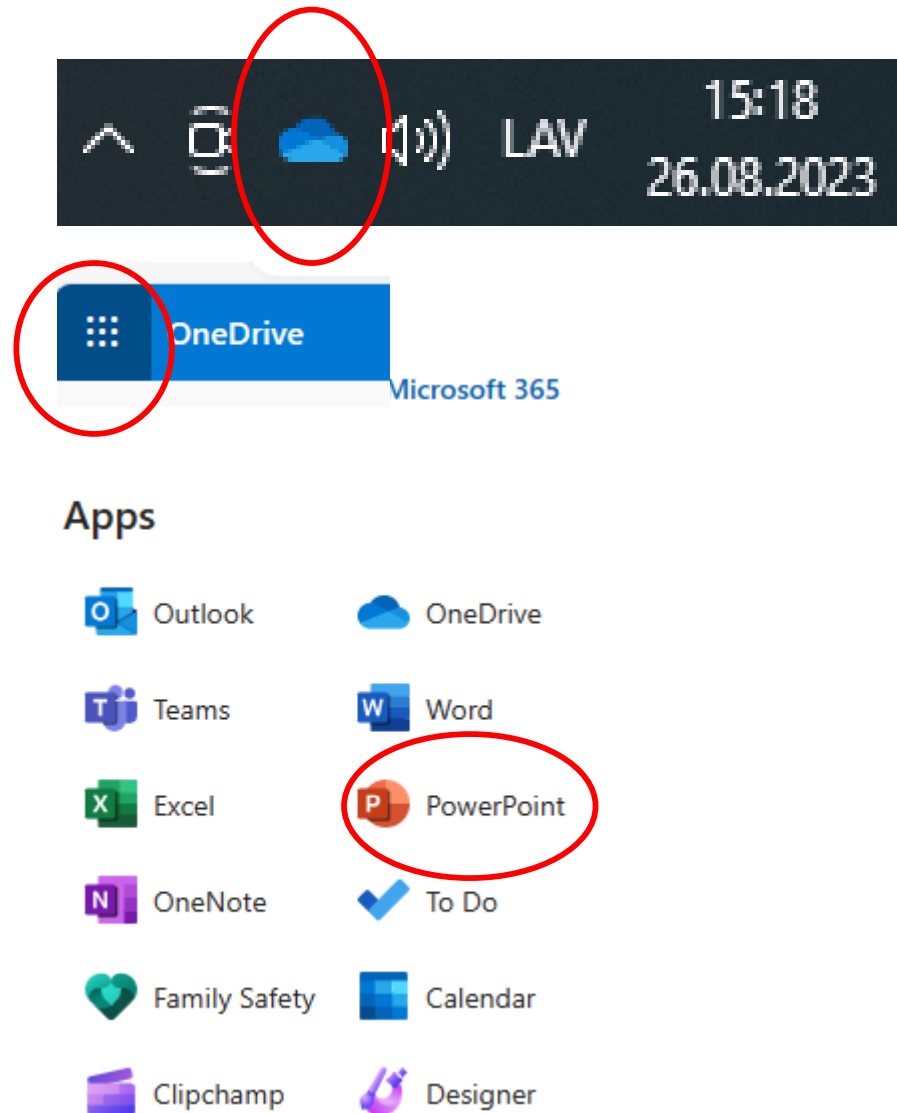 15:18
LAV
26.08.2023
OneDrive
Microsoft 365
Apps
Outlook OneDrive
Teams Word
Excel PowerPoint
OneNote To Do
Family Safety Calendar
Clipchamp Designer